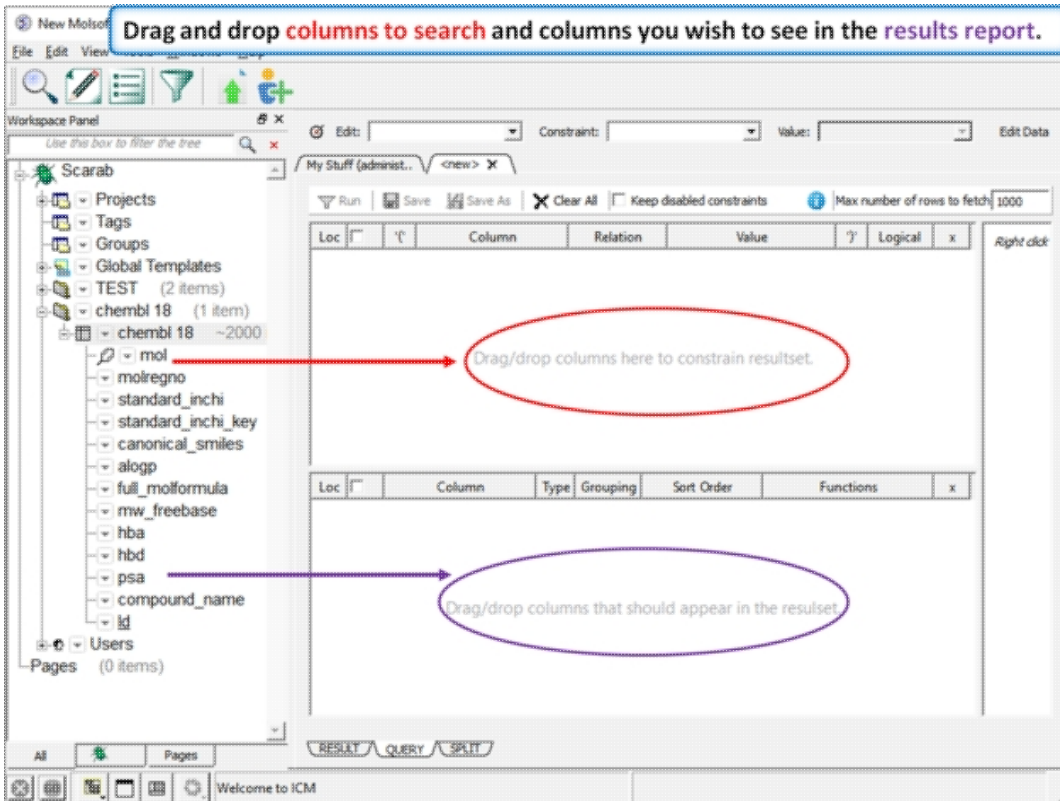 New Molsof
Drag and drop columns to search and columns you wish to see in the results report.
File Edit View
Workspace Panel
Use this box to filter the tree
Edit: Constraint: Value: Edit Data
My Stuff (administ.. <new> X
Scarab
Projects
Tags
Groups
Global Templates
TEST (2 items)
chembl 18 (1 item)
chembl 18 ~2000
mol
molregno
standard_inchi
standard_inchi_key
canonical_smiles
alogp
full_molformula
mw_freebase
hba
hbd
psa
compound_name
Id
Users
Pages (0 items)
Run Save Save As Clear All Keep disabled constraints Max number of rows to fetch 1000
Loc '(' Column Relation Value ')' Logical x
Right click
Drag/drop columns here to constrain resultset.
Loc Column Type Grouping Sort Order Functions x
Drag/drop columns that should appear in the resulset.
RESULT QUERY SPLIT
All Pages
Welcome to ICM